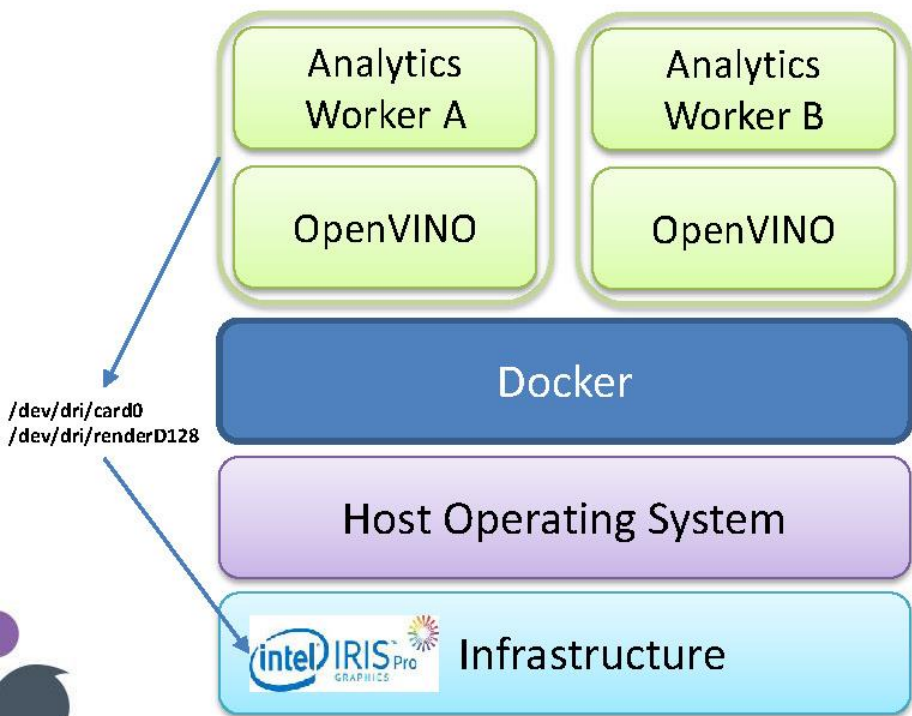 Analytics
Worker A
Analytics
Worker B
OpenVINO
OpenVINO
Docker
/dev/dri/card0
/dev/dri/renderD128
Host Operating System
intel IRIS™ Pro
GRAPHICS
Infrastructure